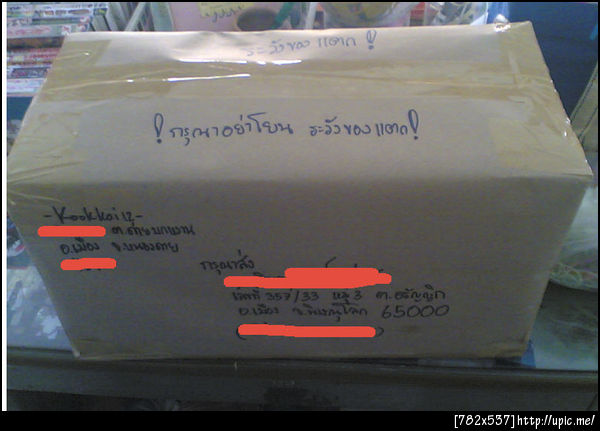 ระวังของแตก!
!กรุณาอย่าโยน ระวังของแตก!
-Kookkai12-
ต.ค่ายบกหวาน
อ.เมือง จ.หนองคาย
กรุณาส่ง
เลขที่ 357/33 หมู่ 3 ต.อรัญญิก
อ.เมือง จ.พิษณุโลก 65000
[782x537] http://upic.me/